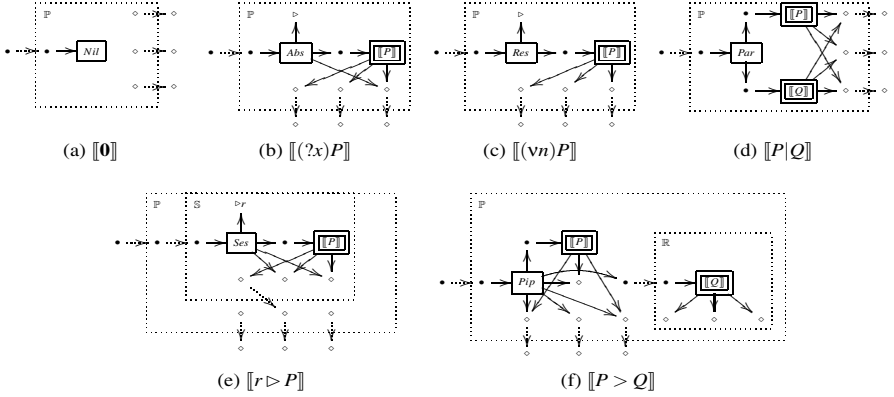 ℙ ▷ ▷ ⟦P⟧
ℙ Nil ℙ Abs ⟦P⟧ ℙ Res ⟦P⟧ ℙ Par
⟦Q⟧
(a) ⟦0⟧ (b) ⟦(?x)P⟧ (c) ⟦(νn)P⟧ (d) ⟦P|Q⟧
ℙ 𝕊 ▷r ℙ
Ses ⟦P⟧ ⟦P⟧ ℝ
Pip ⟦Q⟧
(e) ⟦r ▷ P⟧ (f) ⟦P > Q⟧